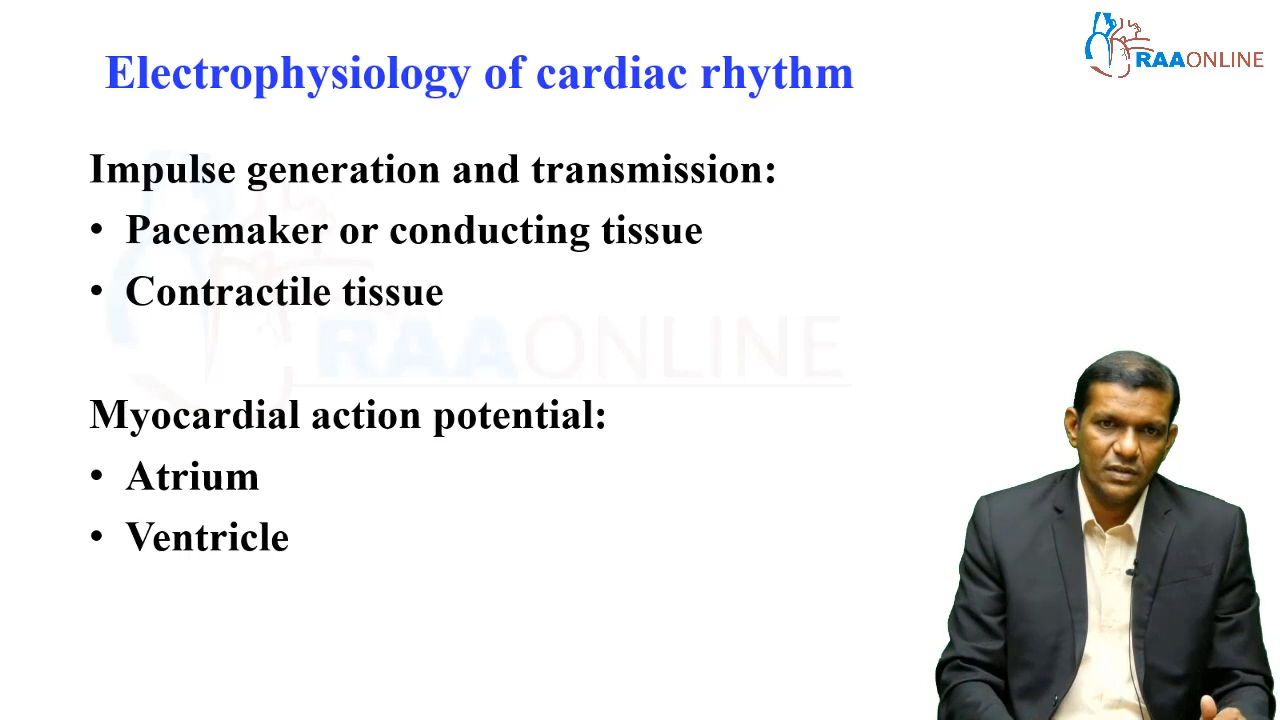 Electrophysiology of cardiac rhythm
RAAONLINE
Impulse generation and transmission:
• Pacemaker or conducting tissue
• Contractile tissue
RAAONLINE
Myocardial action potential:
• Atrium
• Ventricle